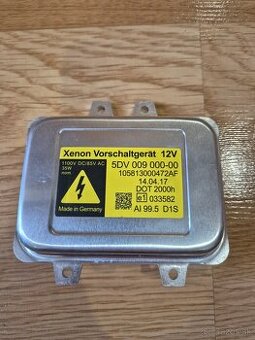 Xenon Vorschaltgerät 12V
1100V DC/85V AC
35W
nom.
5DV 009 000-00
105813000472AF
14.04.17
DOT 2000h
e1 033582
Made in Germany
AI 99.5 D1S